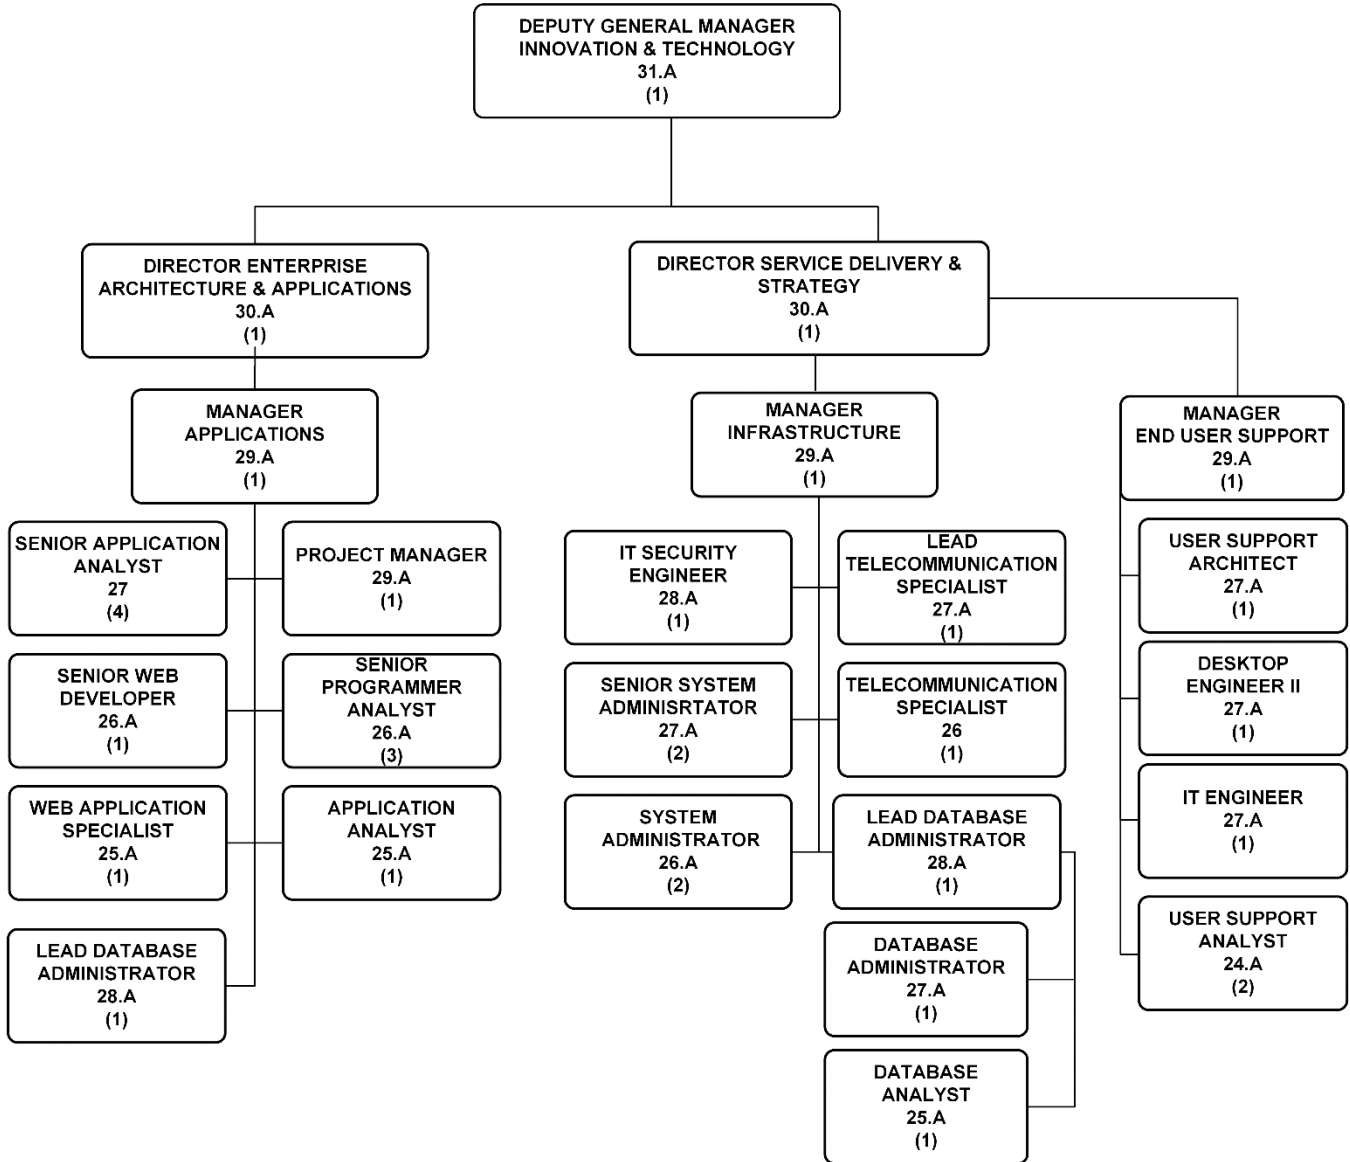 DEPUTY GENERAL MANAGER
INNOVATION & TECHNOLOGY
31.A
(1)
DIRECTOR ENTERPRISE
ARCHITECTURE & APPLICATIONS
30.A
(1)
DIRECTOR SERVICE DELIVERY &
STRATEGY
30.A
(1)
MANAGER
APPLICATIONS
29.A
(1)
MANAGER
INFRASTRUCTURE
29.A
(1)
MANAGER
END USER SUPPORT
29.A
(1)
SENIOR APPLICATION
ANALYST
27
(4)
PROJECT MANAGER
29.A
(1)
SENIOR WEB
DEVELOPER
26.A
(1)
SENIOR
PROGRAMMER
ANALYST
26.A
(3)
WEB APPLICATION
SPECIALIST
25.A
(1)
APPLICATION
ANALYST
25.A
(1)
LEAD DATABASE
ADMINISTRATOR
28.A
(1)
IT SECURITY
ENGINEER
28.A
(1)
LEAD
TELECOMMUNICATION
SPECIALIST
27.A
(1)
SENIOR SYSTEM
ADMINISRTATOR
27.A
(2)
TELECOMMUNICATION
SPECIALIST
26
(1)
SYSTEM
ADMINISTRATOR
26.A
(2)
LEAD DATABASE
ADMINISTRATOR
28.A
(1)
DATABASE
ADMINISTRATOR
27.A
(1)
DATABASE
ANALYST
25.A
(1)
USER SUPPORT
ARCHITECT
27.A
(1)
DESKTOP
ENGINEER II
27.A
(1)
IT ENGINEER
27.A
(1)
USER SUPPORT
ANALYST
24.A
(2)